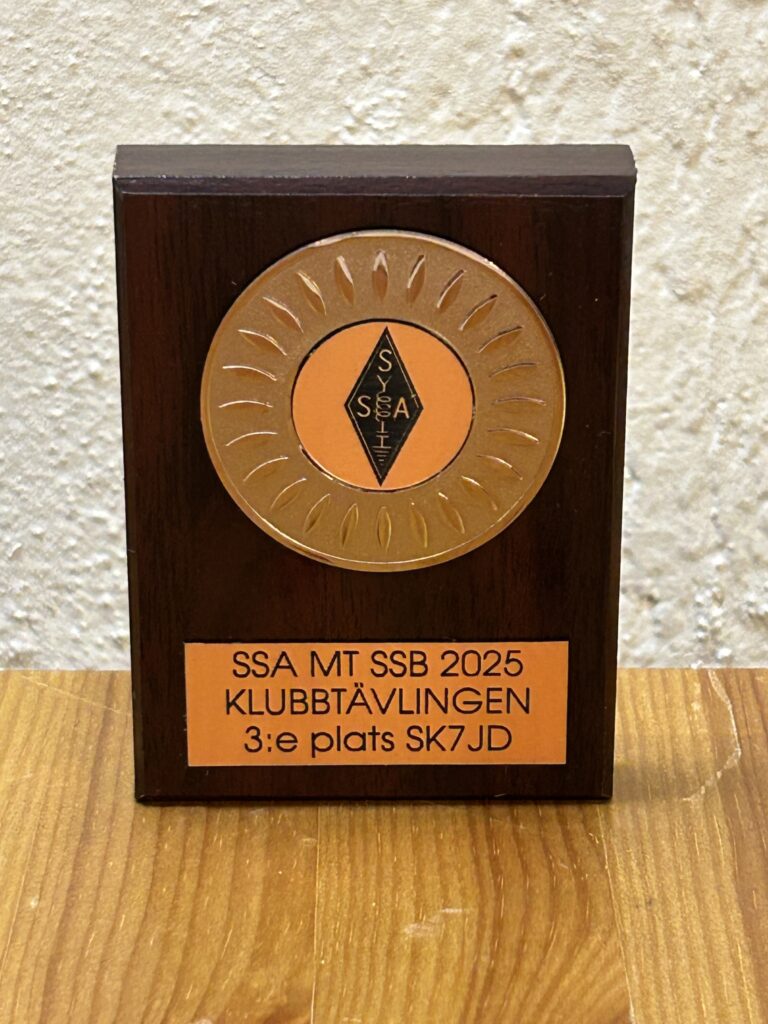 S
SSA
SSA MT SSB 2025
KLUBBTÄVLINGEN
3:e plats SK7JD